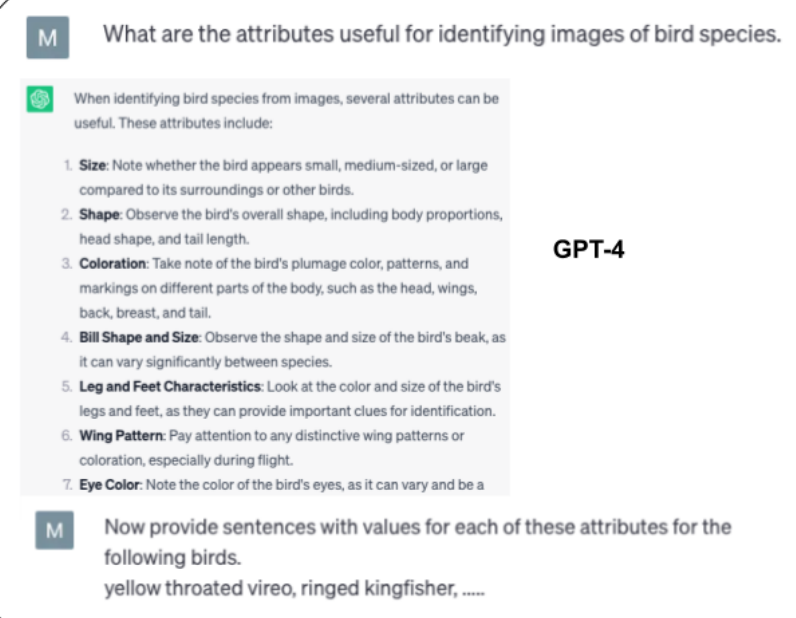 M
What are the attributes useful for identifying images of bird species.
When identifying bird species from images, several attributes can be
useful. These attributes include:
1. Size: Note whether the bird appears small, medium-sized, or large
compared to its surroundings or other birds.
2. Shape: Observe the bird's overall shape, including body proportions,
head shape, and tail length.
3. Coloration: Take note of the bird's plumage color, patterns, and
markings on different parts of the body, such as the head, wings,
back, breast, and tail.
4. Bill Shape and Size: Observe the shape and size of the bird's beak, as
it can vary significantly between species.
5. Leg and Feet Characteristics: Look at the color and size of the bird's
legs and feet, as they can provide important clues for identification.
6. Wing Pattern: Pay attention to any distinctive wing patterns or
coloration, especially during flight.
7. Eye Color: Note the color of the bird's eyes, as it can vary and be a
GPT-4
M
Now provide sentences with values for each of these attributes for the
following birds.
yellow throated vireo, ringed kingfisher, .....